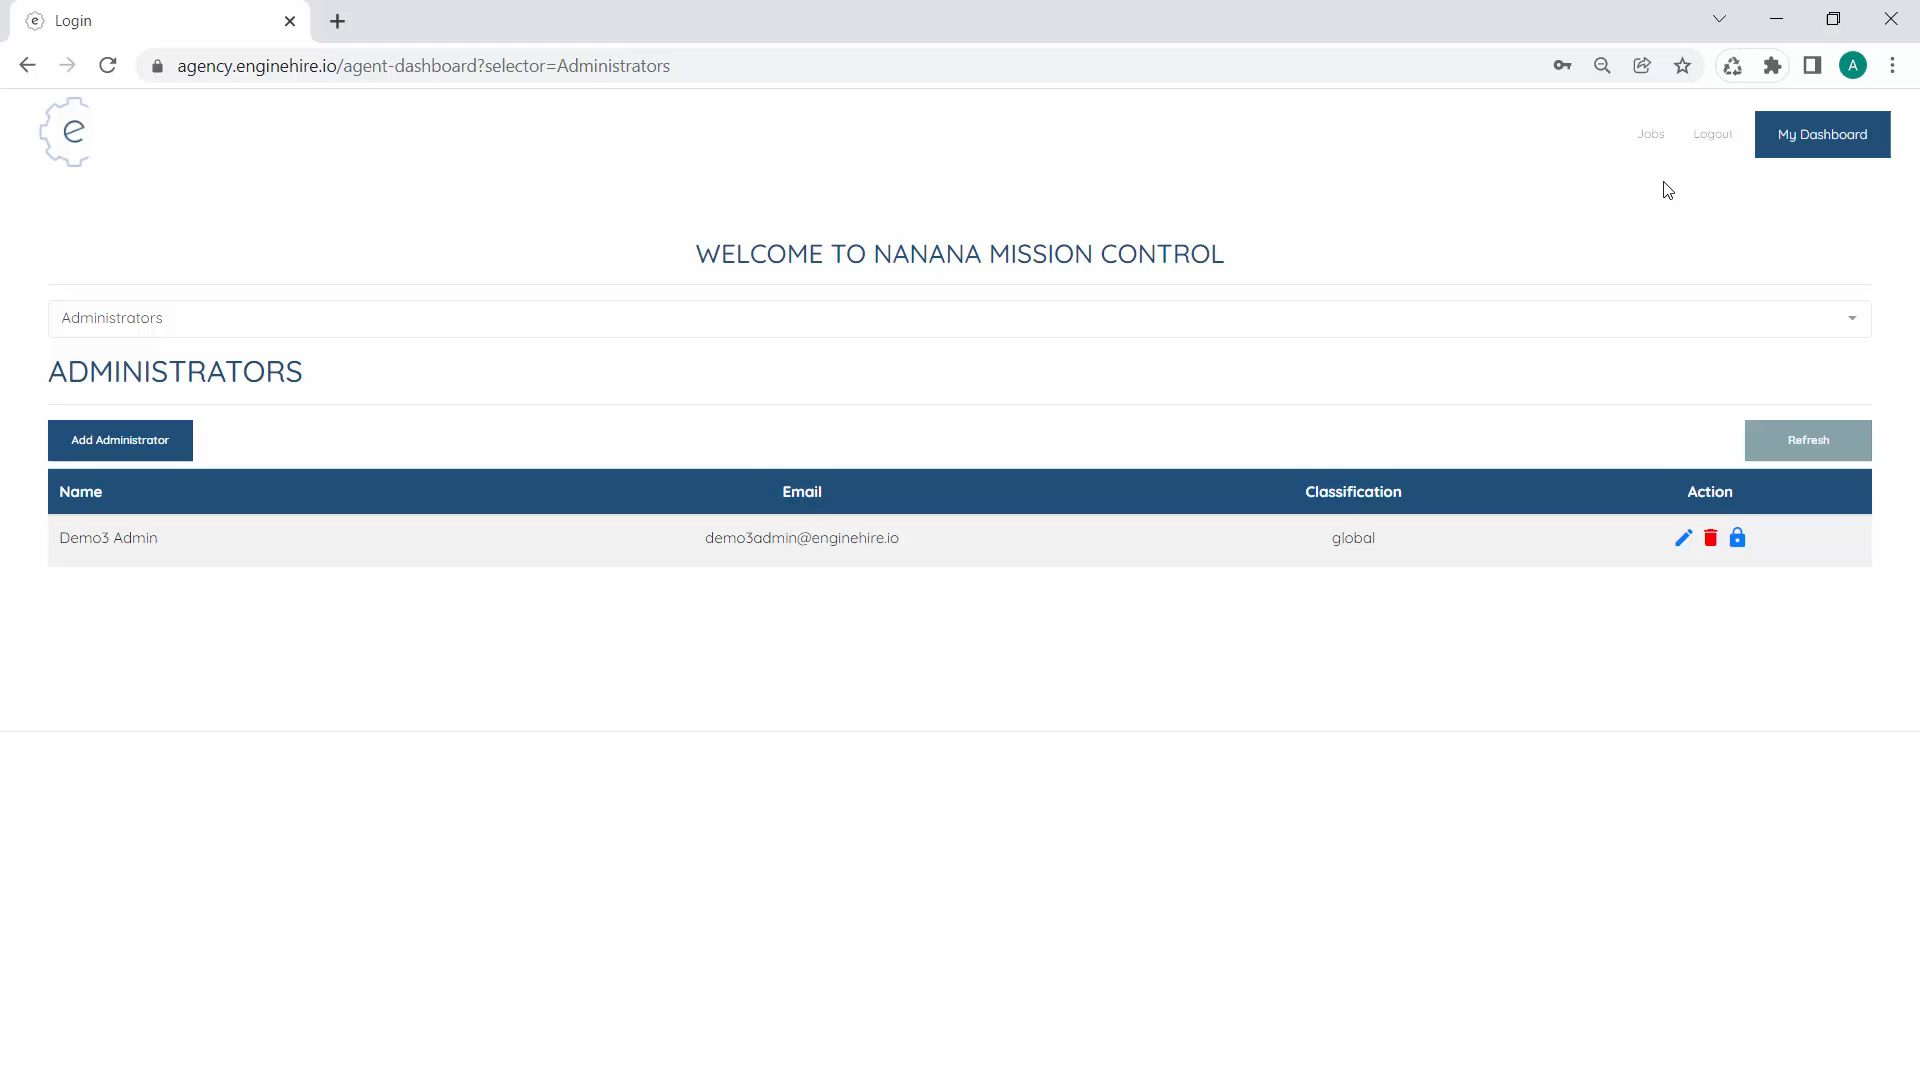 Login
agency.enginehire.io/agent-dashboard?selector=Administrators
A
e
Jobs
Logout
My Dashboard
WELCOME TO NANANA MISSION CONTROL
Administrators
ADMINISTRATORS
Add Administrator
Refresh
Name Email Classification Action
Demo3 Admin demo3admin@enginehire.io global